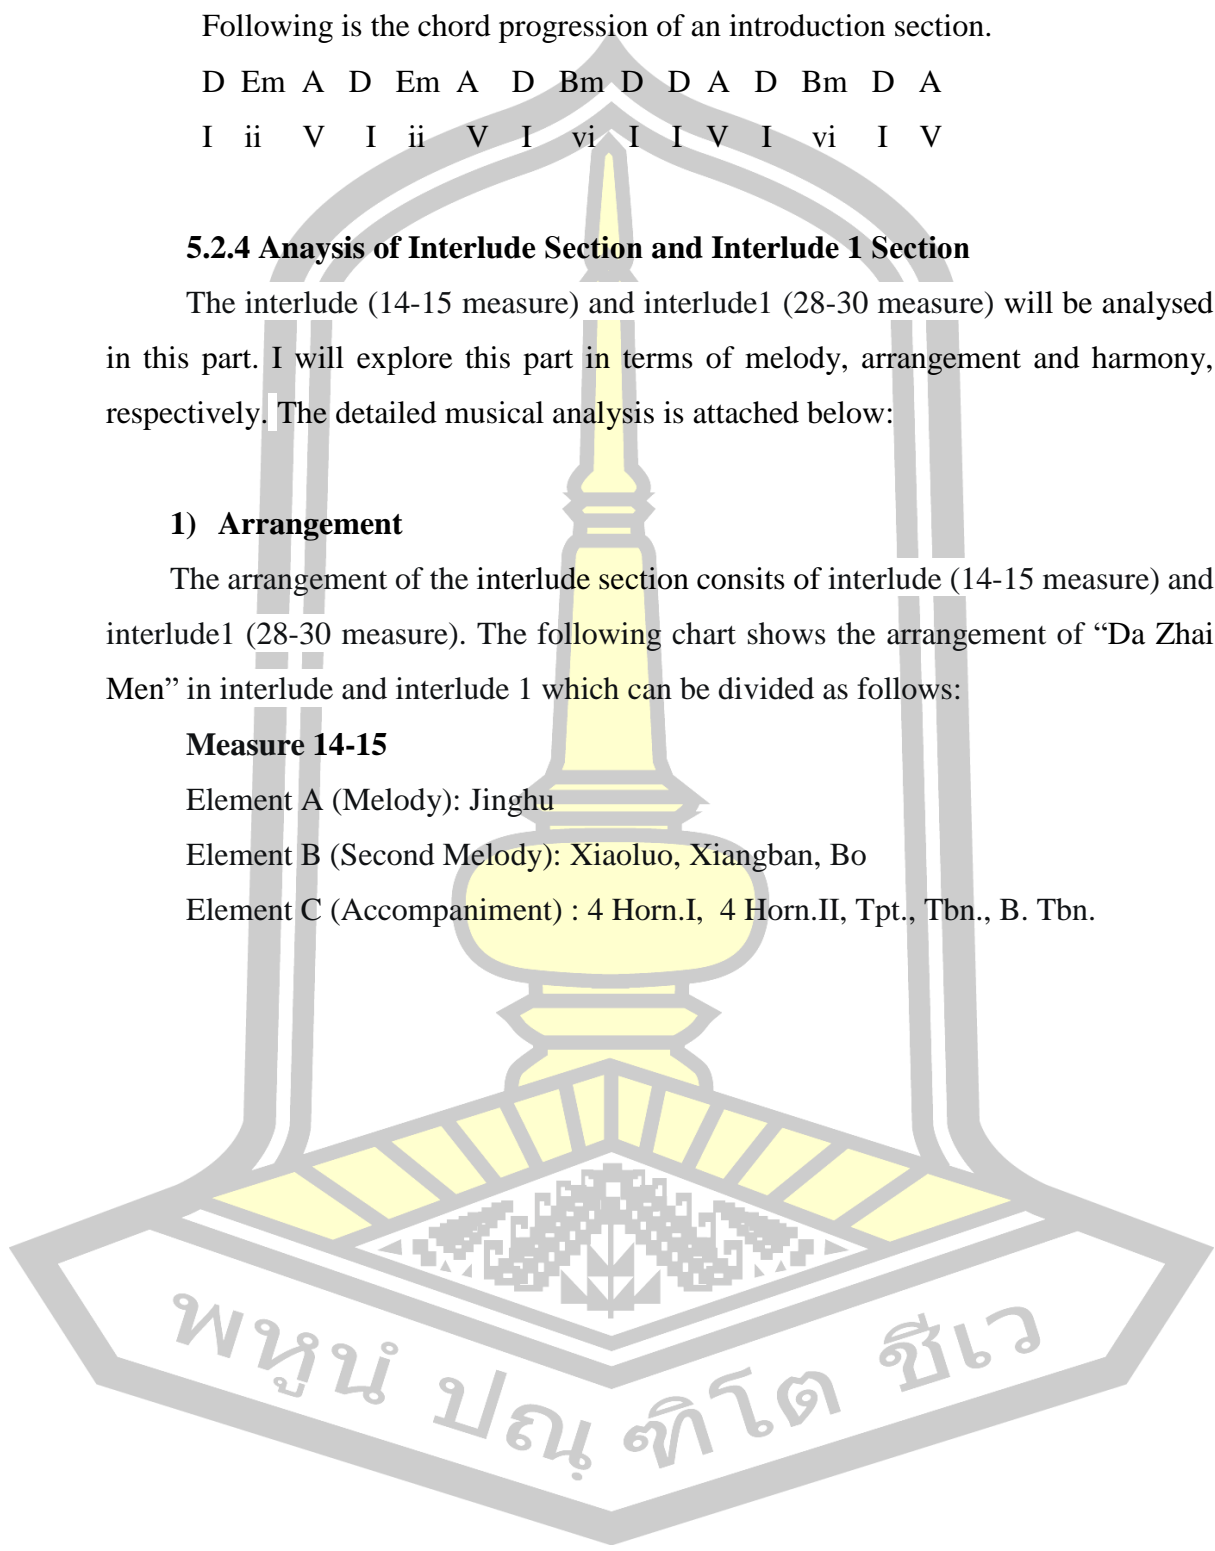 Following is the chord progression of an introduction section.
D Em A D Em A D Bm D D A D Bm D A
I ii V I ii V I vi I I V I vi I V
5.2.4 Anaysis of Interlude Section and Interlude 1 Section
The interlude (14-15 measure) and interlude1 (28-30 measure) will be analysed
in this part. I will explore this part in terms of melody, arrangement and harmony,
respectively. The detailed musical analysis is attached below:
1) Arrangement
The arrangement of the interlude section consits of interlude (14-15 measure) and
interlude1 (28-30 measure). The following chart shows the arrangement of “Da Zhai
Men” in interlude and interlude 1 which can be divided as follows:
Measure 14-15
Element A (Melody): Jinghu
Element B (Second Melody): Xiaoluo, Xiangban, Bo
Element C (Accompaniment) : 4 Horn.I, 4 Horn.II, Tpt., Tbn., B. Tbn.
พหูนํ ปณฺฑิโต ชีเว